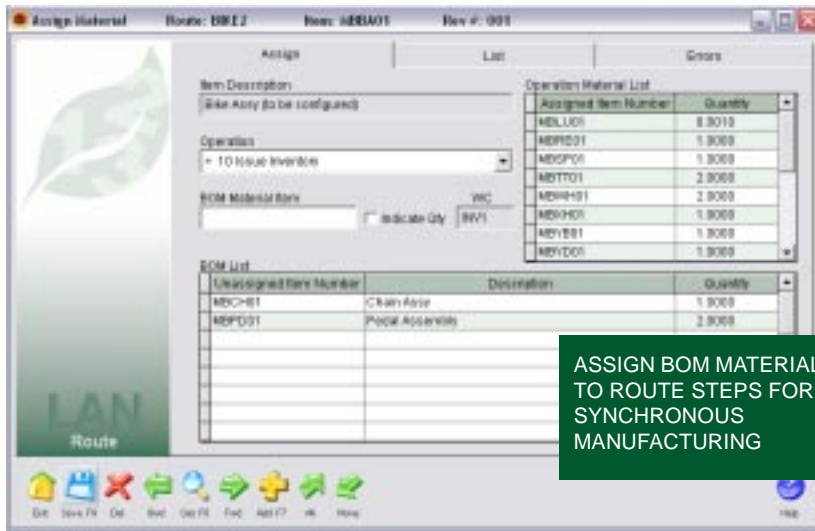 Assign Material Route: BIKE2 Item: MBBA01 Rev #: 001
Assign List Errors
Item Description
Bike Assy (to be configured)
Operation
+ 10 Issue Inventory
BOM Material Item WC
Indicate Qty INV1
Operation Material List
Assigned Item Number Quantity
MBLU01 0.0010
MBRE01 1.0000
MBSP01 1.0000
MBTT01 2.0000
MBWH01 2.0000
MBXH01 1.0000
MBYB01 1.0000
MBYD01 1.0000
BOM List
Unassigned Item Number Description Quantity
MBCH01 Chain Assy 1.0000
MBPD01 Pedal Assembly 2.0000
ASSIGN BOM MATERIAL
TO ROUTE STEPS FOR
SYNCHRONOUS
MANUFACTURING
LAN
Route
Exit Save F9 Del Bwd Get F8 Fwd Add F7 All Move Help